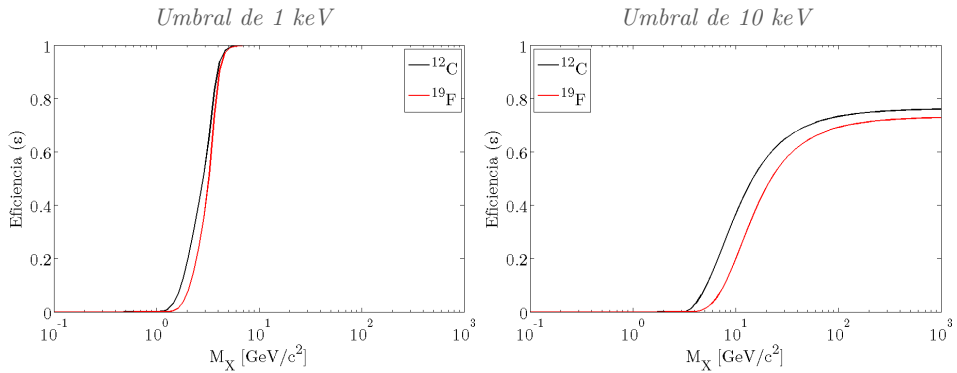 Umbral de 1 keV
Umbral de 10 keV
1
0.8
0.6
0.4
0.2
0
Eficiencia (ε)
¹²C
¹⁹F
10⁻¹
10⁰
10¹
10²
10³
M_X [GeV/c²]
1
0.8
0.6
0.4
0.2
0
Eficiencia (ε)
¹²C
¹⁹F
10⁻¹
10⁰
10¹
10²
10³
M_X [GeV/c²]